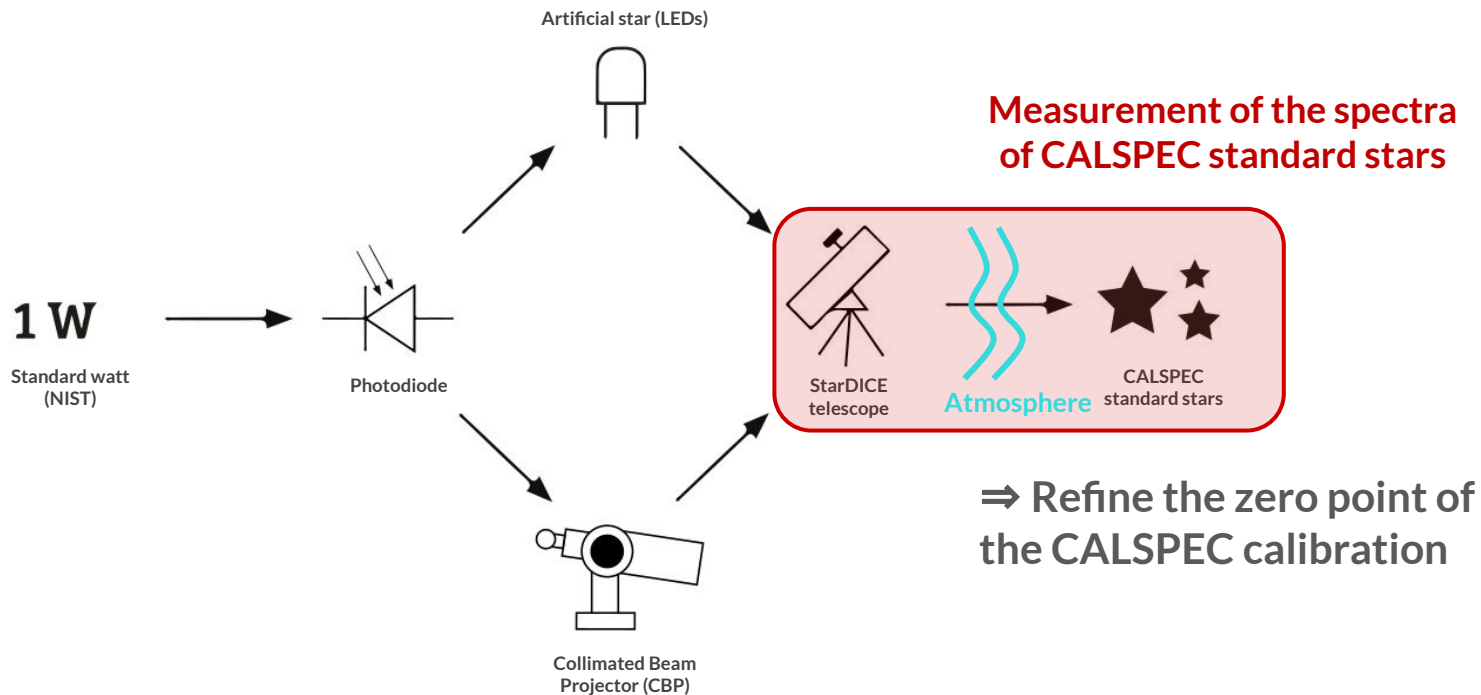 Artificial star (LEDs)
Measurement of the spectra
of CALSPEC standard stars
1 W
Standard watt
(NIST)
Photodiode
StarDICE
telescope
Atmosphere
CALSPEC
standard stars
⇒ Refine the zero point of
the CALSPEC calibration
Collimated Beam
Projector (CBP)